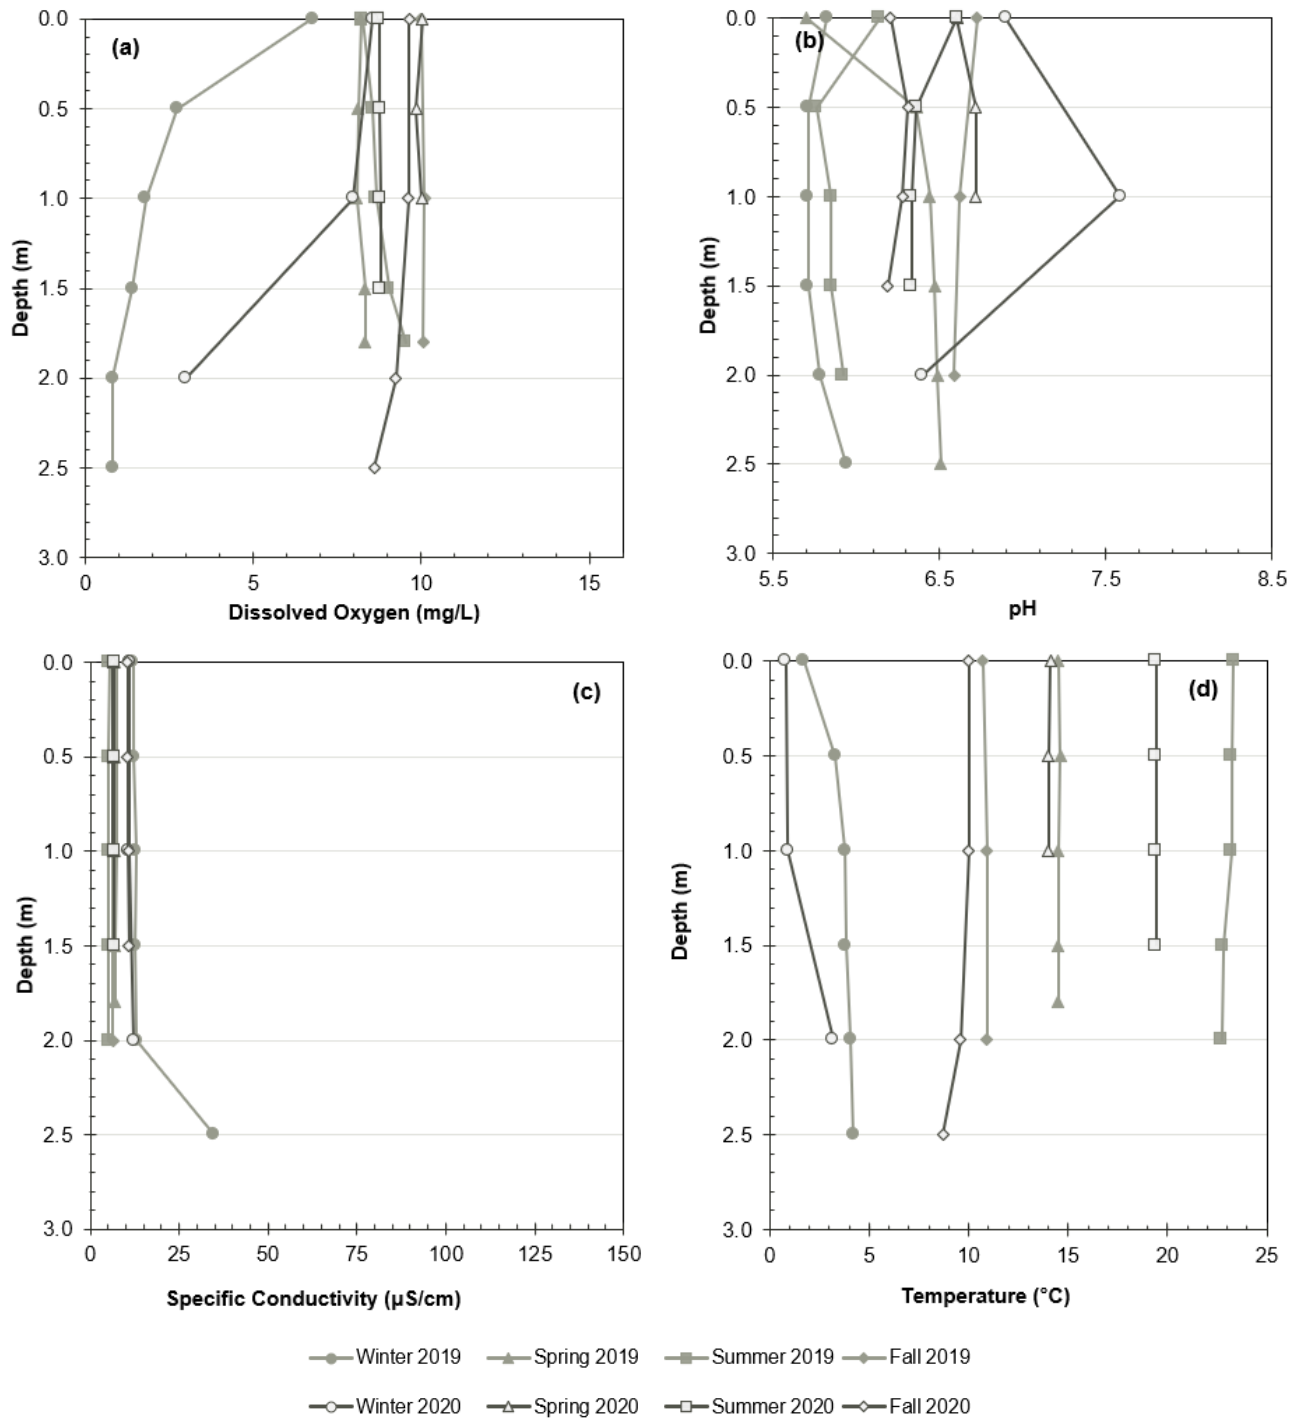 (a)
0.0
0.5
1.0
1.5
2.0
2.5
3.0
Depth (m)
0 5 10 15
Dissolved Oxygen (mg/L)
(b)
0.0
0.5
1.0
1.5
2.0
2.5
3.0
Depth (m)
5.5 6.5 7.5 8.5
pH
(c)
0.0
0.5
1.0
1.5
2.0
2.5
3.0
Depth (m)
0 25 50 75 100 125 150
Specific Conductivity (µS/cm)
(d)
0.0
0.5
1.0
1.5
2.0
2.5
3.0
Depth (m)
0 5 10 15 20 25
Temperature (°C)
Winter 2019 Spring 2019 Summer 2019 Fall 2019
Winter 2020 Spring 2020 Summer 2020 Fall 2020